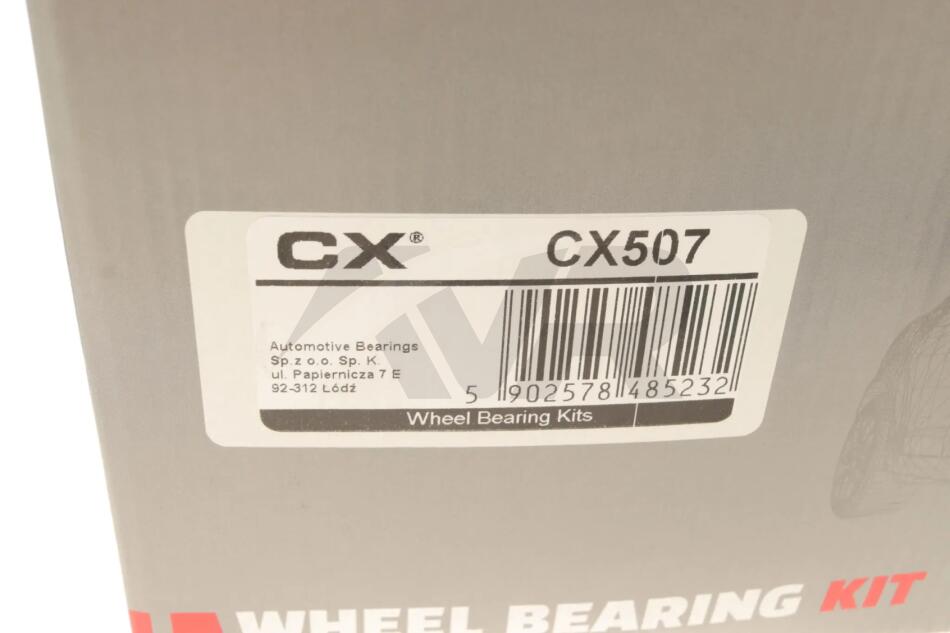 CX® CX507
Automotive Bearings
Sp.z o.o. Sp. K.
ul. Papiernicza 7 E
92-312 Łódź
5 902578 485232
Wheel Bearing Kits
WHEEL BEARING KIT